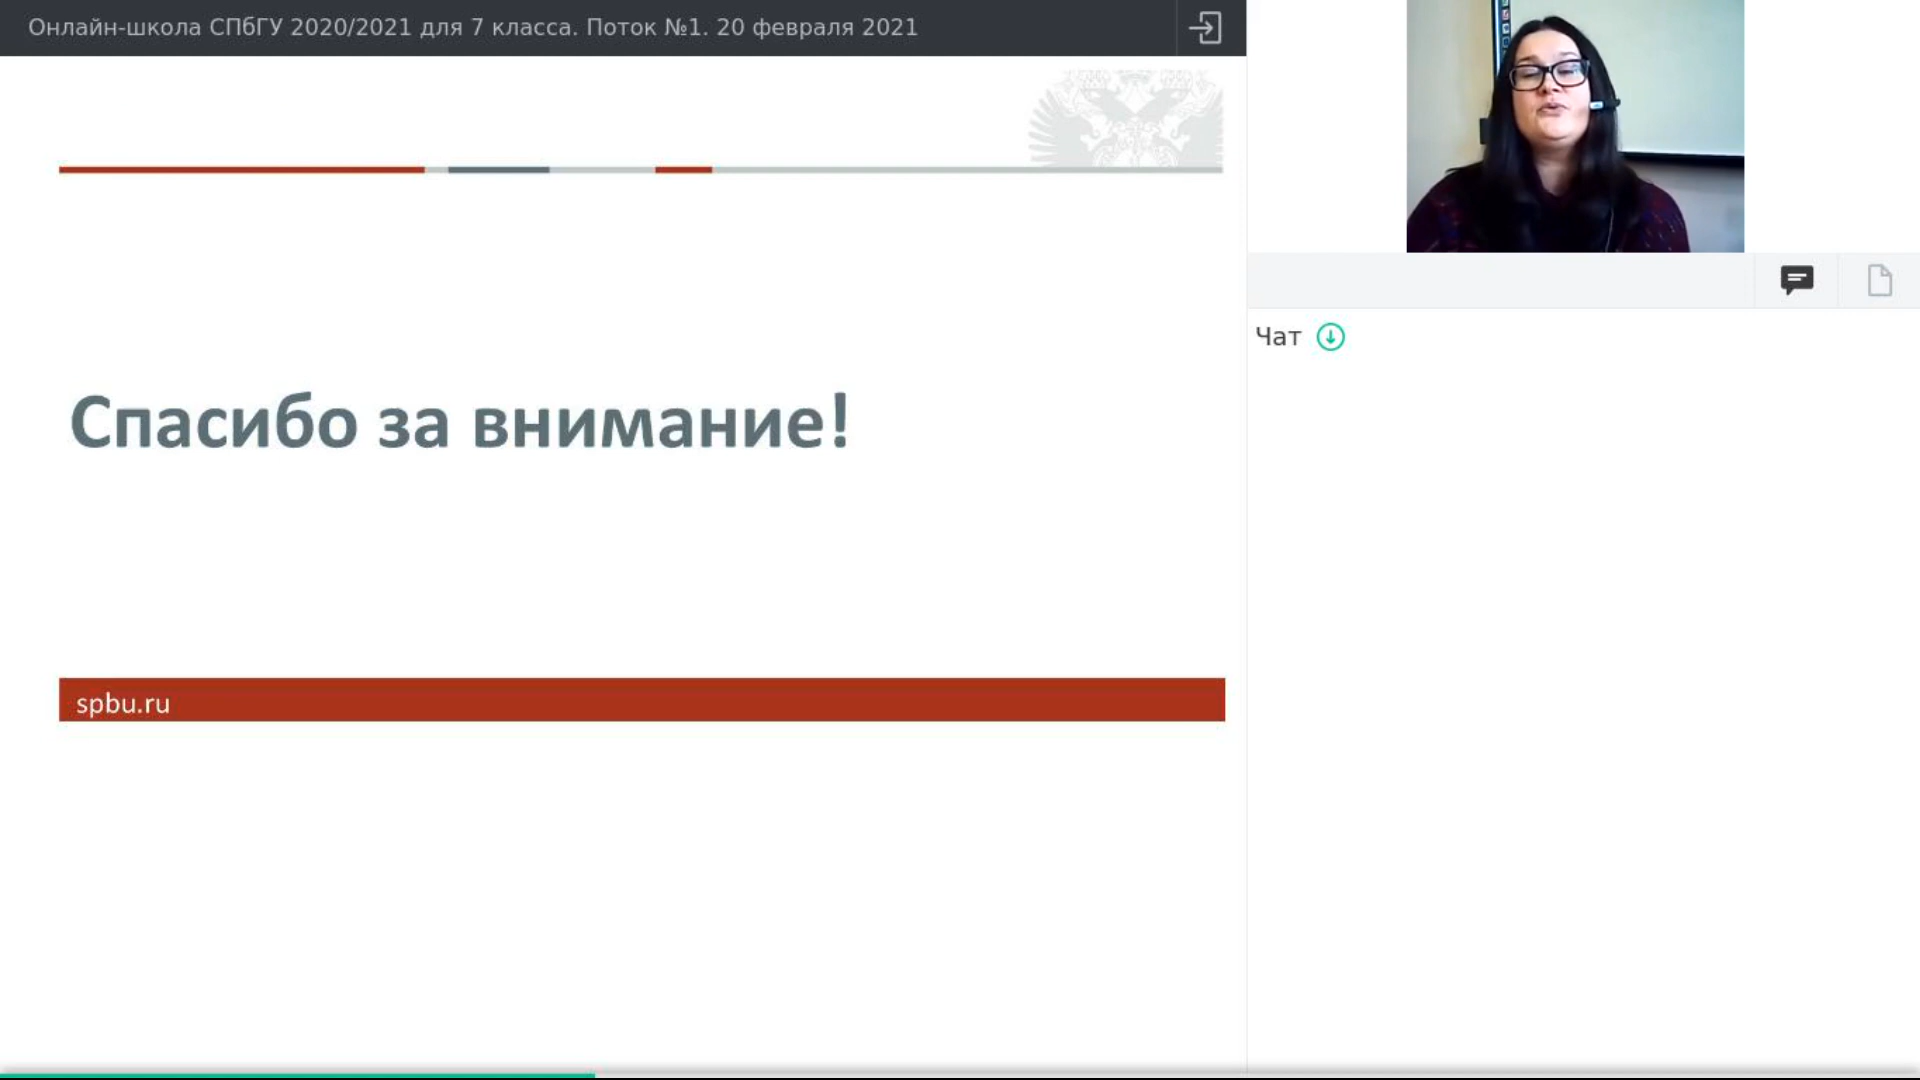 Онлайн-школа СПбГУ 2020/2021 для 7 класса. Поток №1. 20 февраля 2021
Спасибо за внимание!
spbu.ru
Чат